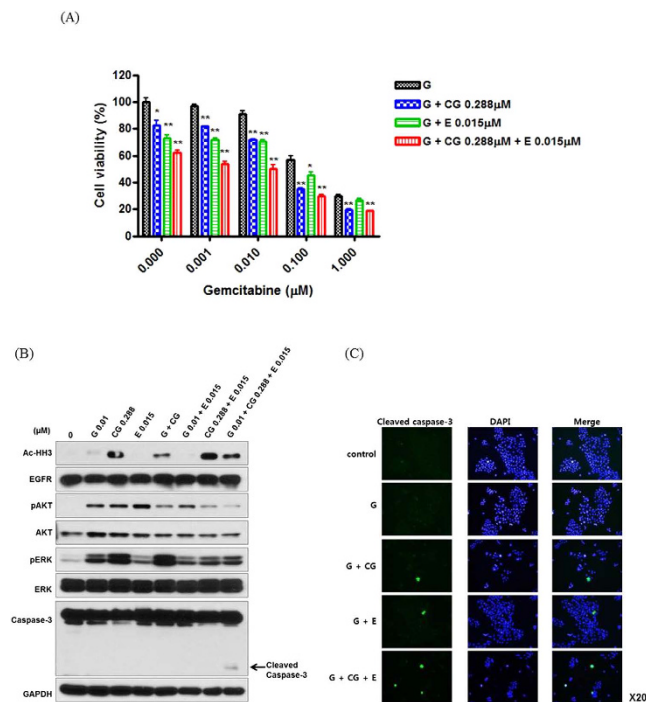 (A)
120
100
80
60
40
20
0
Cell viability (%)
* ** ** **
** ** **
** ** **
** * **
** **
0.000 0.001 0.010 0.100 1.000
Gemcitabine (μM)
G
G + CG 0.288μM
G + E 0.015μM
G + CG 0.288μM + E 0.015μM
(B)
(μM) 0 G 0.01 CG 0.288 E 0.015 G + CG G 0.01 + E 0.015 CG 0.288 + E 0.015 G 0.01 + CG 0.288 + E 0.015
Ac-HH3
EGFR
pAKT
AKT
pERK
ERK
Caspase-3
Cleaved
Caspase-3
GAPDH
(C)
Cleaved caspase-3 DAPI Merge
control
G
G + CG
G + E
G + CG + E
X20